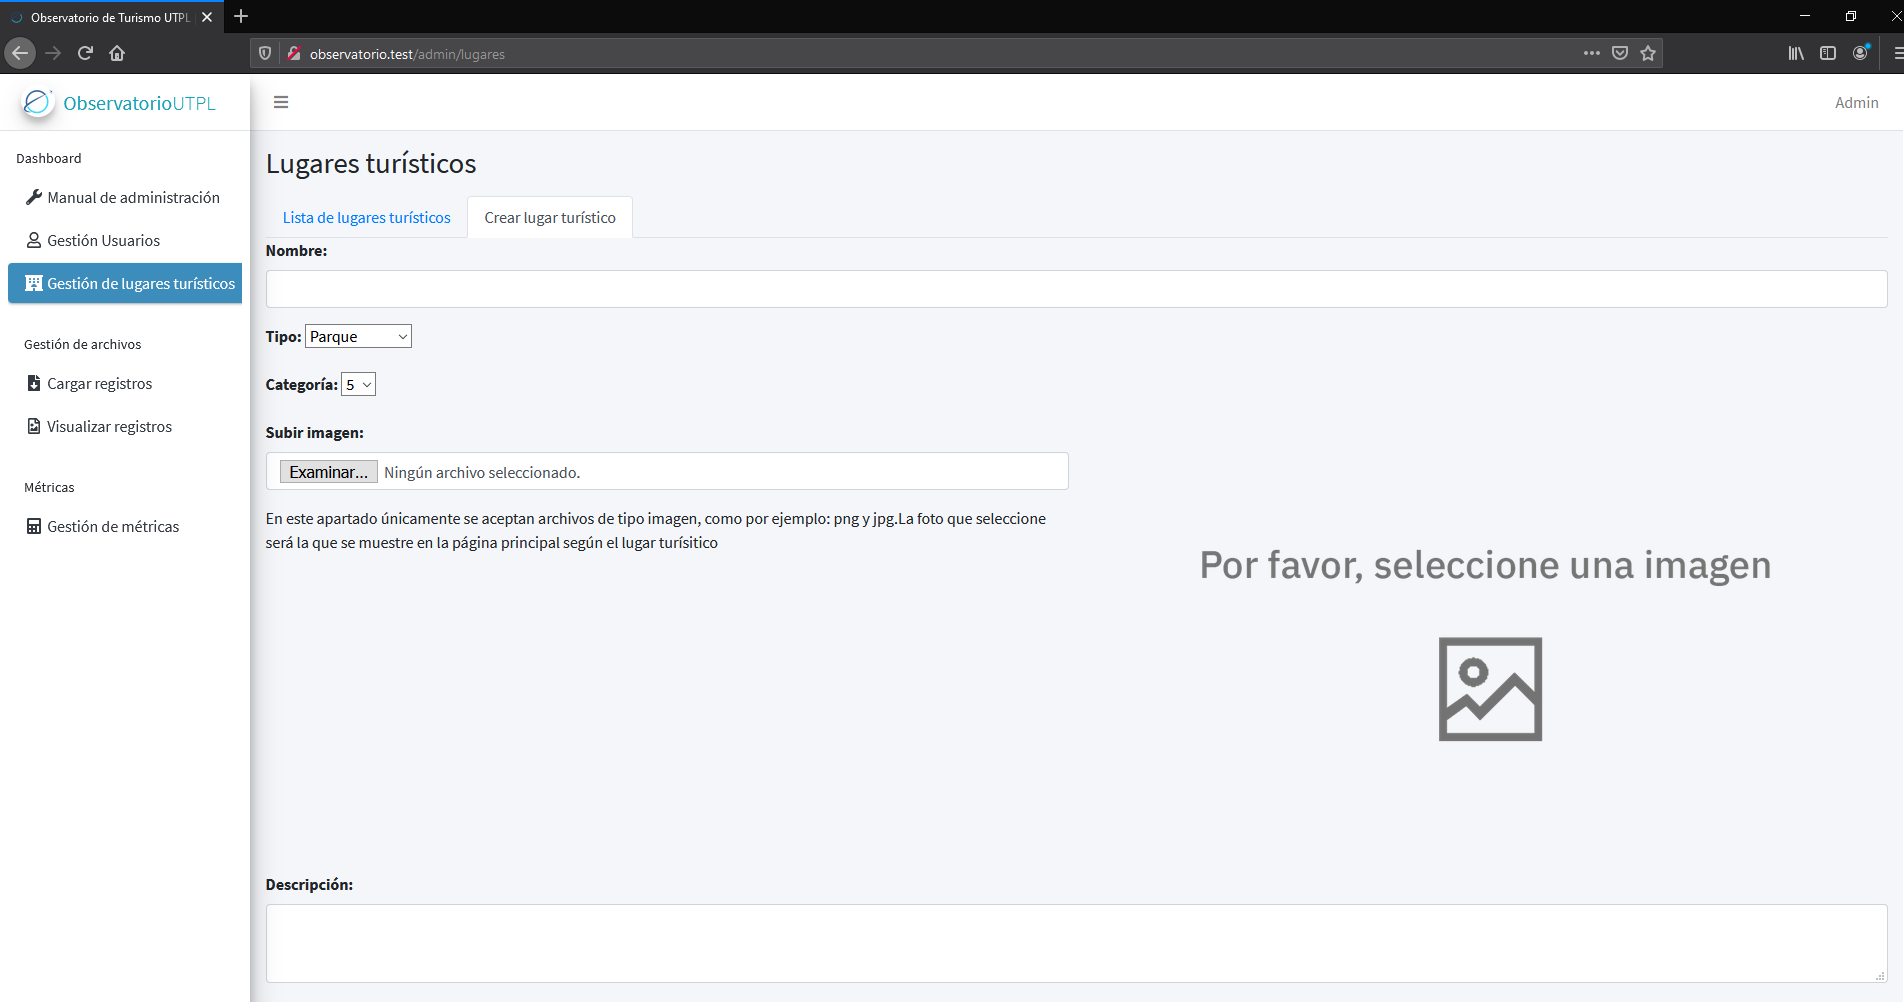 Observatorio de Turismo UTPL
observatorio.test/admin/lugares
ObservatorioUTPL
Admin
Dashboard
Manual de administración
Gestión Usuarios
Gestión de lugares turísticos
Gestión de archivos
Cargar registros
Visualizar registros
Métricas
Gestión de métricas
Lugares turísticos
Lista de lugares turísticos
Crear lugar turístico
Nombre:
Tipo: Parque
Categoría: 5
Subir imagen:
Examinar... Ningún archivo seleccionado.
En este apartado únicamente se aceptan archivos de tipo imagen, como por ejemplo: png y jpg.La foto que seleccione
será la que se muestre en la página principal según el lugar turísitico
Por favor, seleccione una imagen
Descripción: